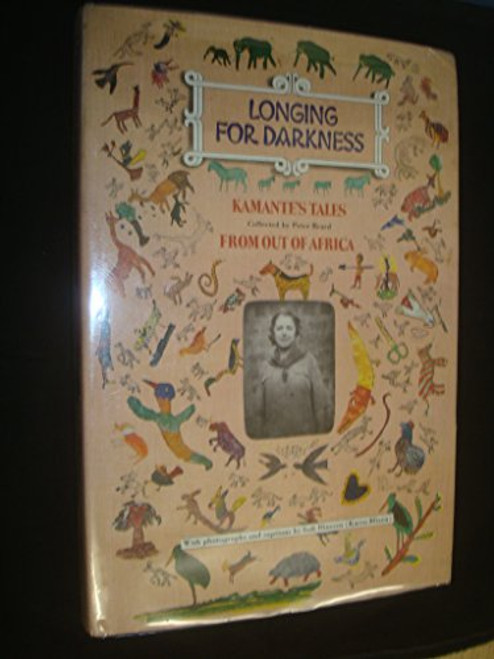 LONGING
FOR DARKNESS
KAMANTE'S TALES
Collected by Peter Beard
FROM OUT OF AFRICA
With photographs and captions by Isak Dinesen (Karen Blixen)